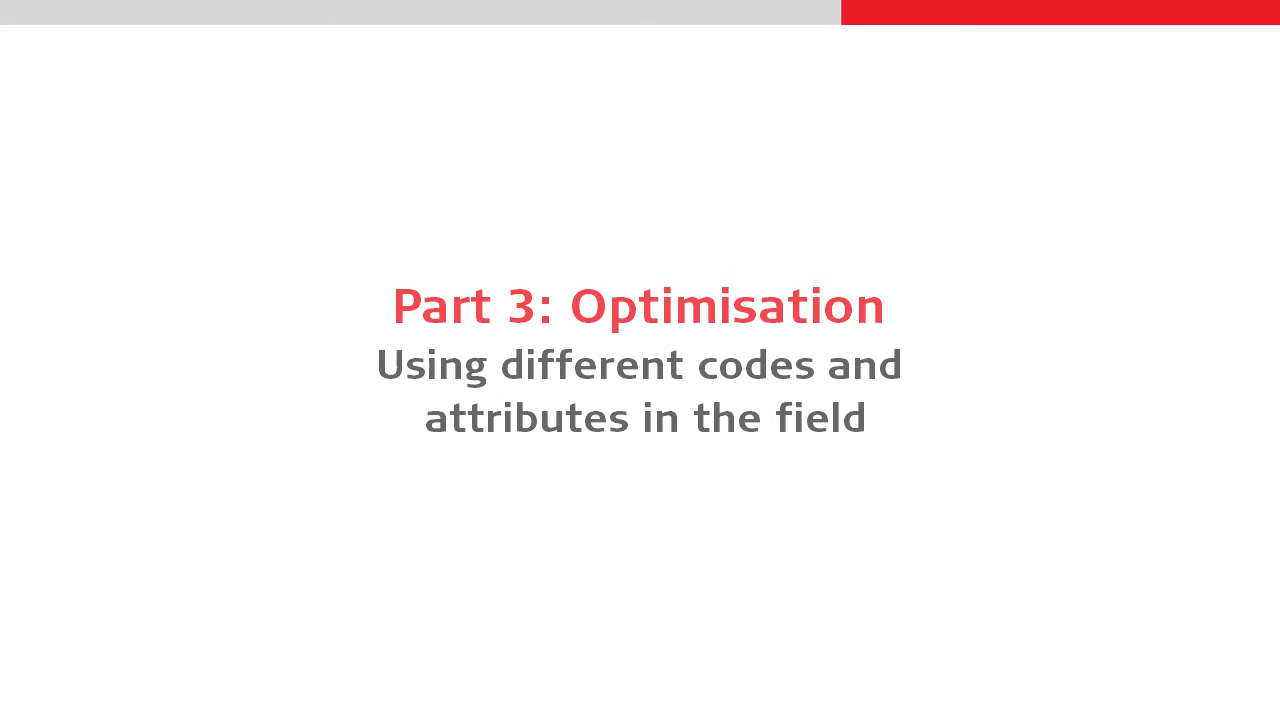 Part 3: Optimisation
Using different codes and
attributes in the field